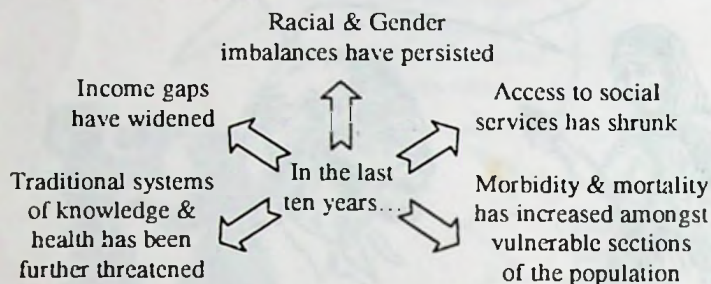 Racial & Gender
imbalances have persisted
Income gaps
have widened
Access to social
services has shrunk
In the last
ten years...
Traditional systems
of knowledge &
health has been
further threatened
Morbidity & mortality
has increased amongst
vulnerable sections
of the population